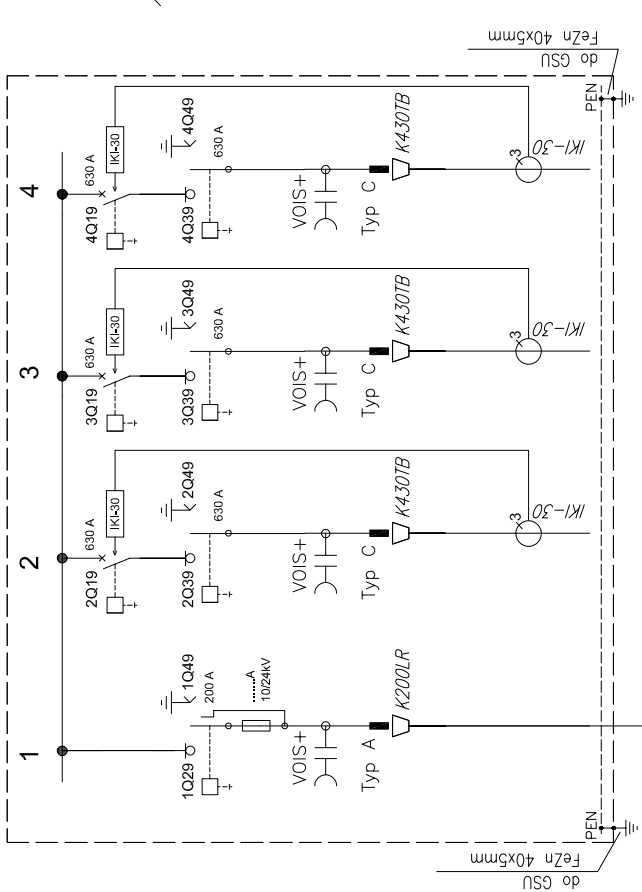 1
1Q29
1Q49
200 A
.......A
10/24kV
VOIS+
Typ A
K200LR
PEN
FeZn 40x5mm
do GSU
2
2Q19
630 A
IKI-30
2Q39
2Q49
630 A
VOIS+
Typ C
K430TB
3
IKI-30
3
3Q19
630 A
IKI-30
3Q39
3Q49
630 A
VOIS+
Typ C
K430TB
3
IKI-30
4
4Q19
630 A
IKI-30
4Q39
4Q49
630 A
VOIS+
Typ C
K430TB
3
IKI-30
PEN
FeZn 40x5mm
do GSU